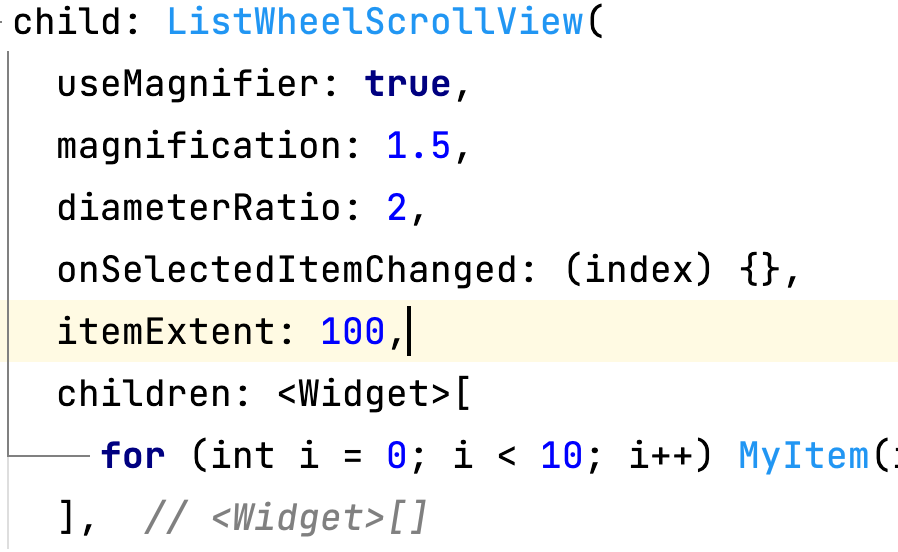 child: ListWheelScrollView(
useMagnifier: true,
magnification: 1.5,
diameterRatio: 2,
onSelectedItemChanged: (index) {},
itemExtent: 100,
children: <Widget>[
for (int i = 0; i < 10; i++) MyItem(
],  // <Widget>[]